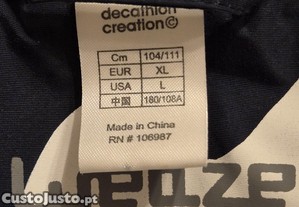 decathlon
creation©
Cm 104/111
EUR XL
USA L
中国 180/108A
Made in China
RN # 106987
CustoJusto.pt